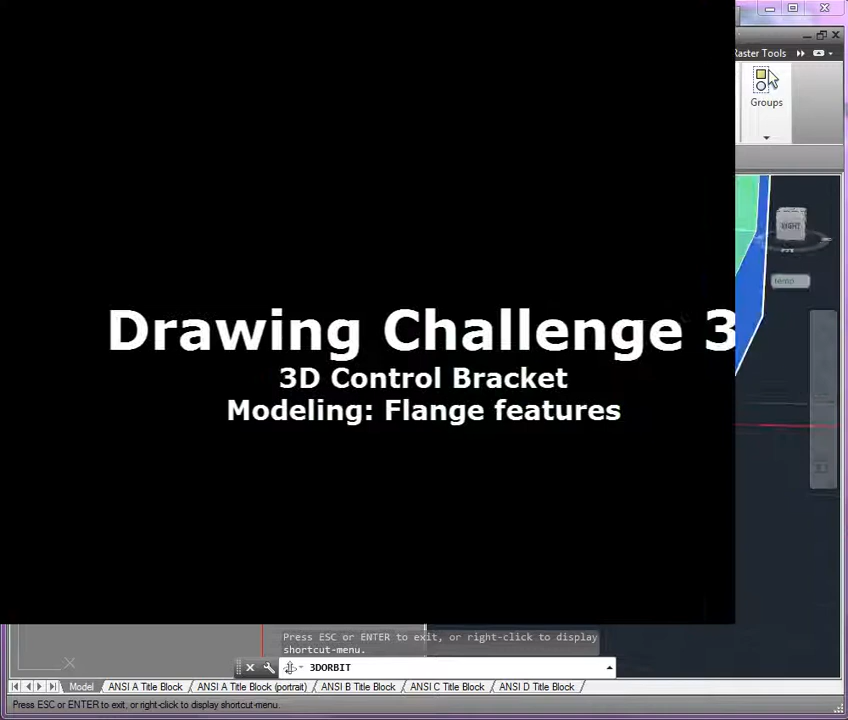 Raster Tools
Groups
Drawing Challenge 3
3D Control Bracket
Modeling: Flange features
Press ESC or ENTER to exit, or right-click to display
shortcut-menu.
3DORBIT
Model
ANSI A Title Block
ANSI A Title Block (portrait)
ANSI B Title Block
ANSI C Title Block
ANSI D Title Block
Press ESC or ENTER to exit, or right-click to display shortcut-menu.